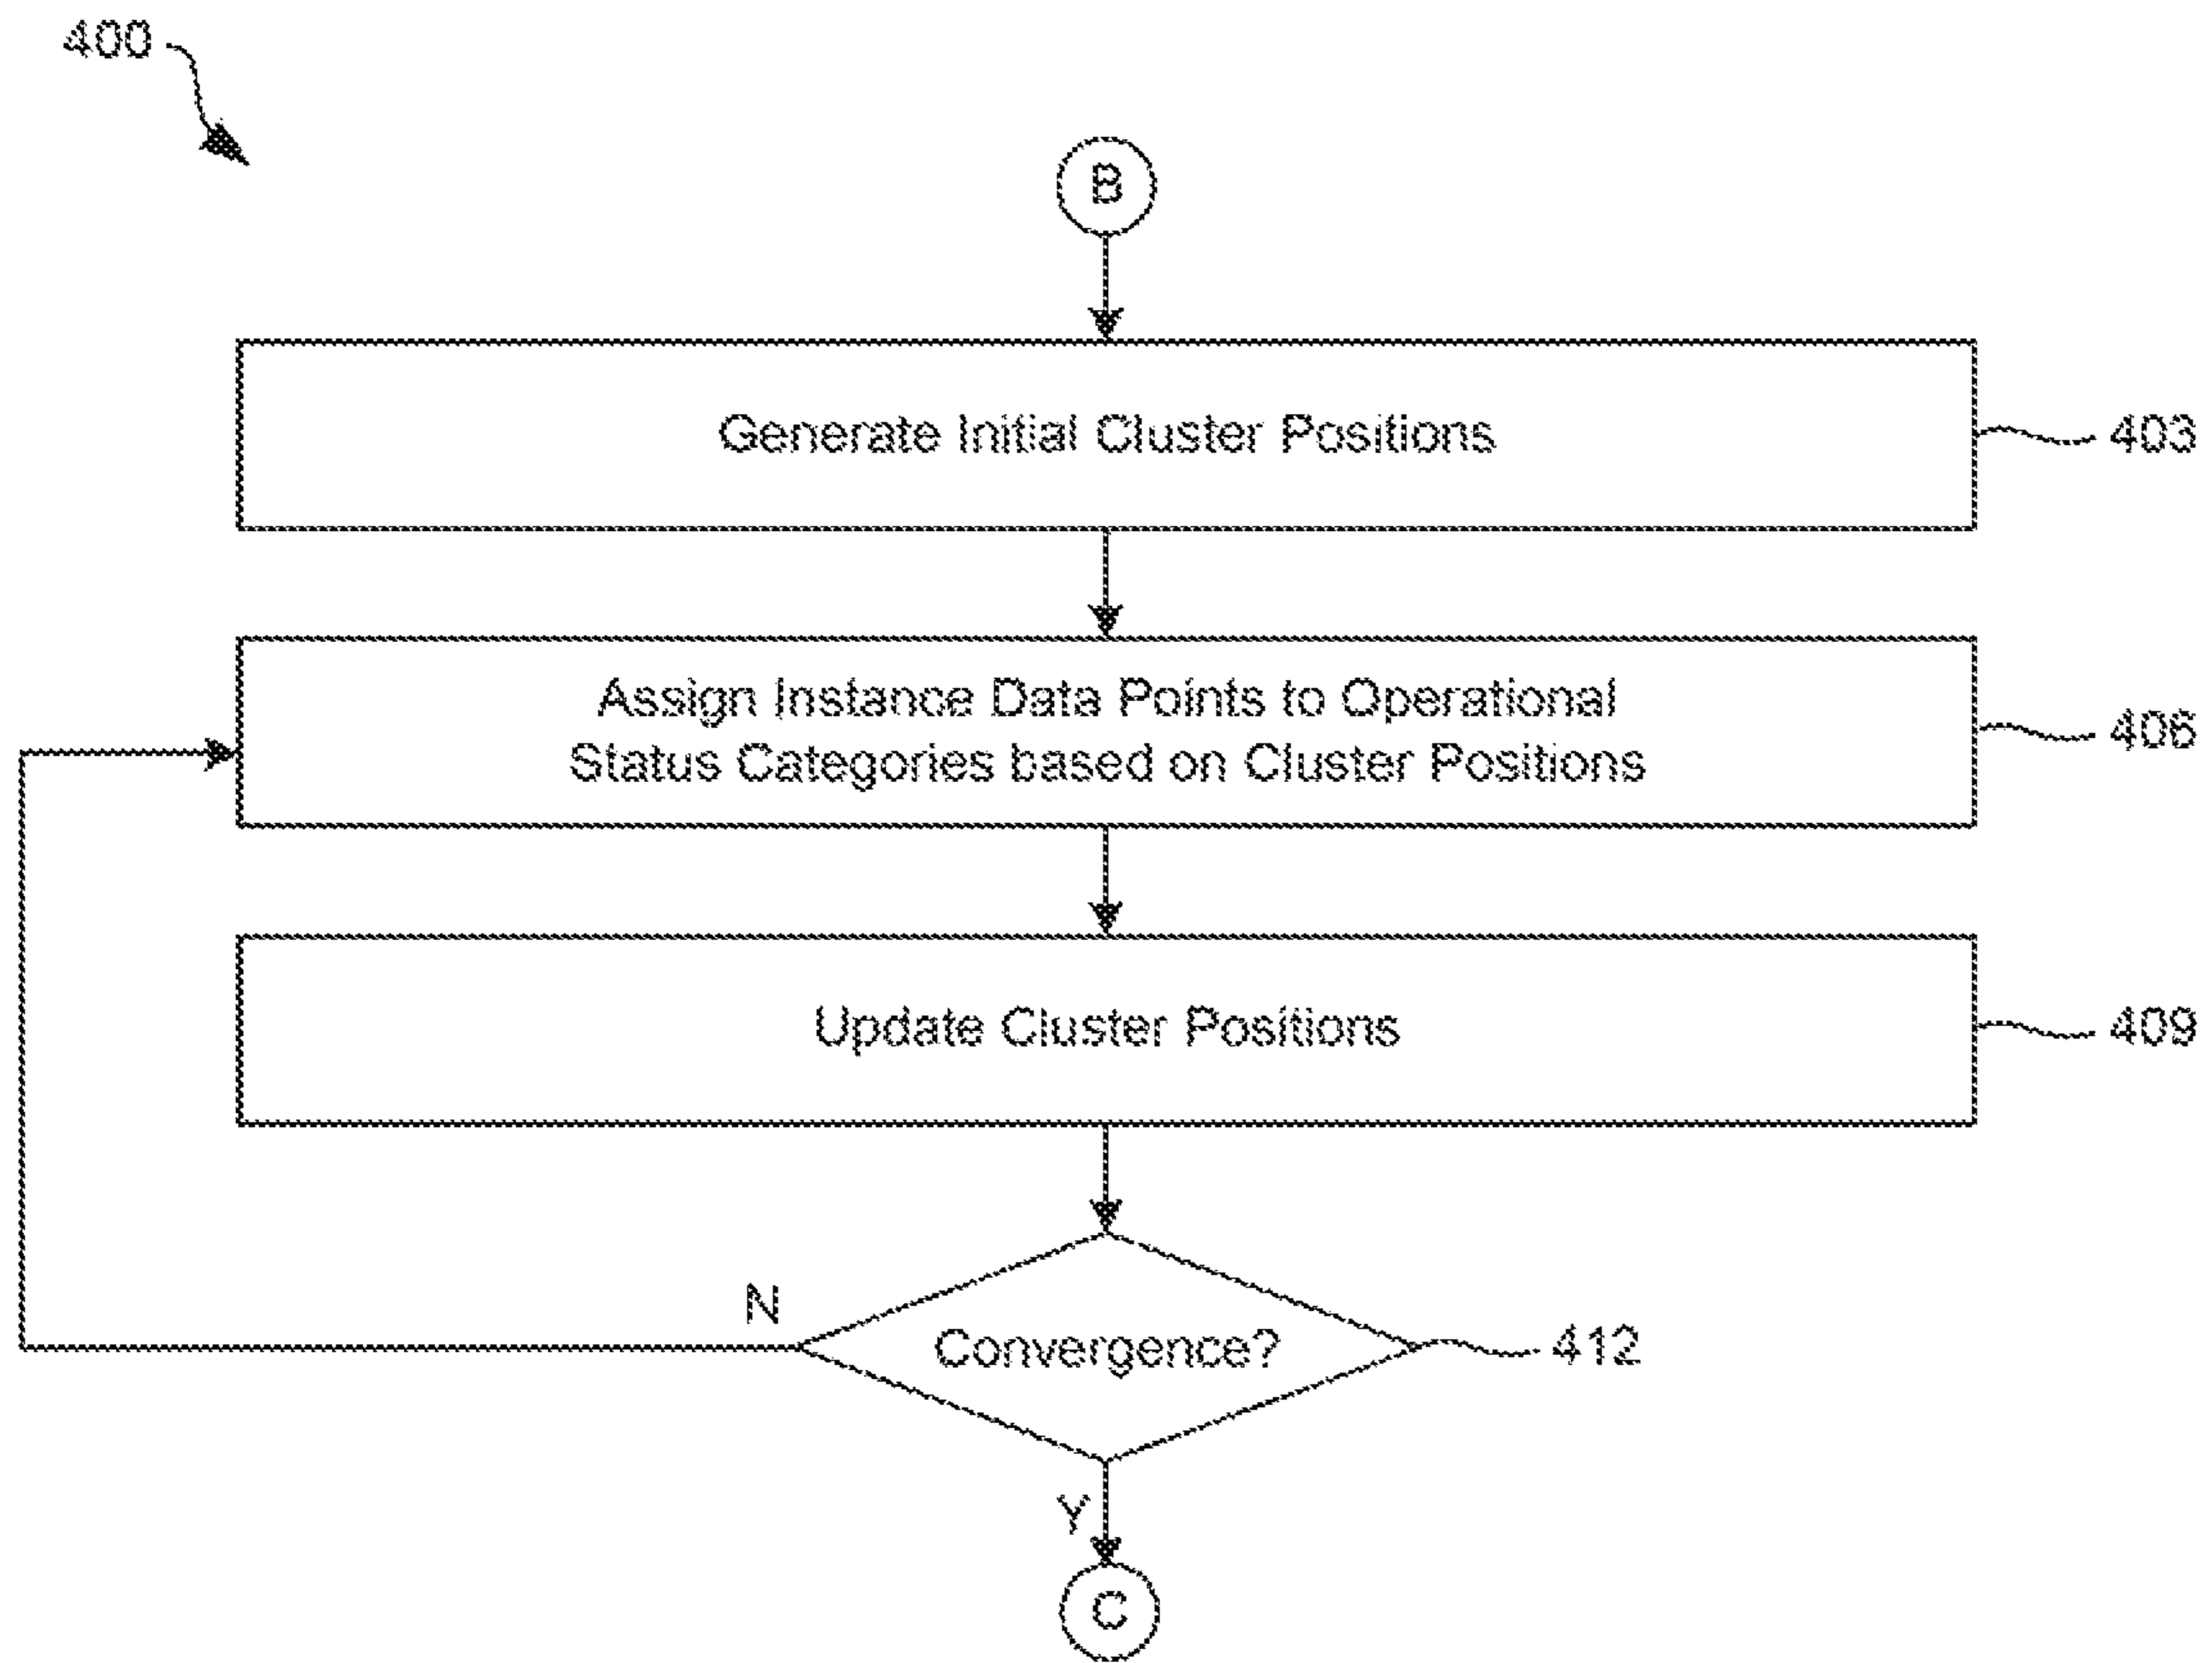 400
B
Generate Initial Cluster Positions
403
Assign Instance Data Points to Operational
Status Categories based on Cluster Positions
406
Update Cluster Positions
409
N
Convergence?
412
Y
C